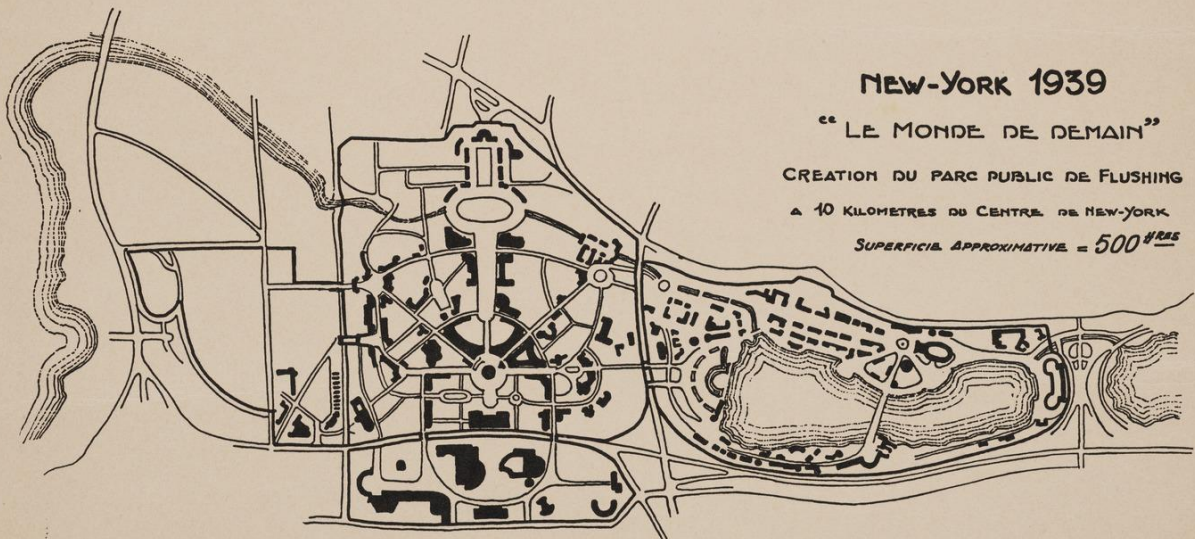 NEW-YORK 1939
“LE MONDE DE DEMAIN”
CREATION DU PARC PUBLIC DE FLUSHING
A 10 KILOMETRES DU CENTRE DE NEW-YORK
SUPERFICIE APPROXIMATIVE = 500 HRES